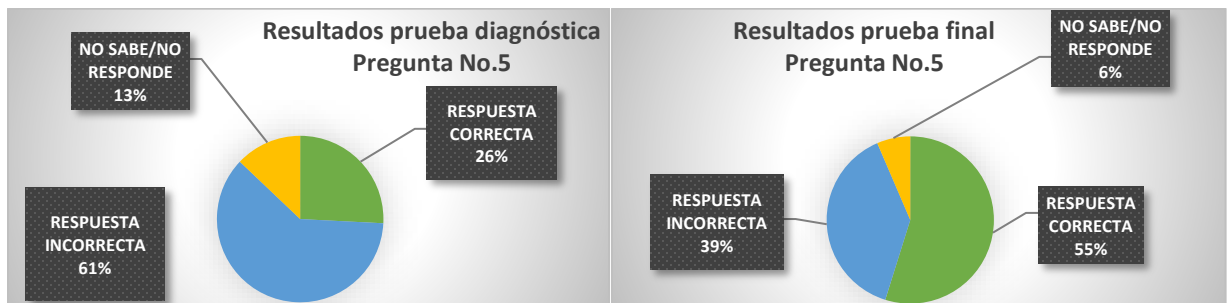 Resultados prueba diagnóstica
Pregunta No.5
NO SABE/NO
RESPONDE
13%
RESPUESTA
CORRECTA
26%
RESPUESTA
INCORRECTA
61%
Resultados prueba final
Pregunta No.5
NO SABE/NO
RESPONDE
6%
RESPUESTA
INCORRECTA
39%
RESPUESTA
CORRECTA
55%